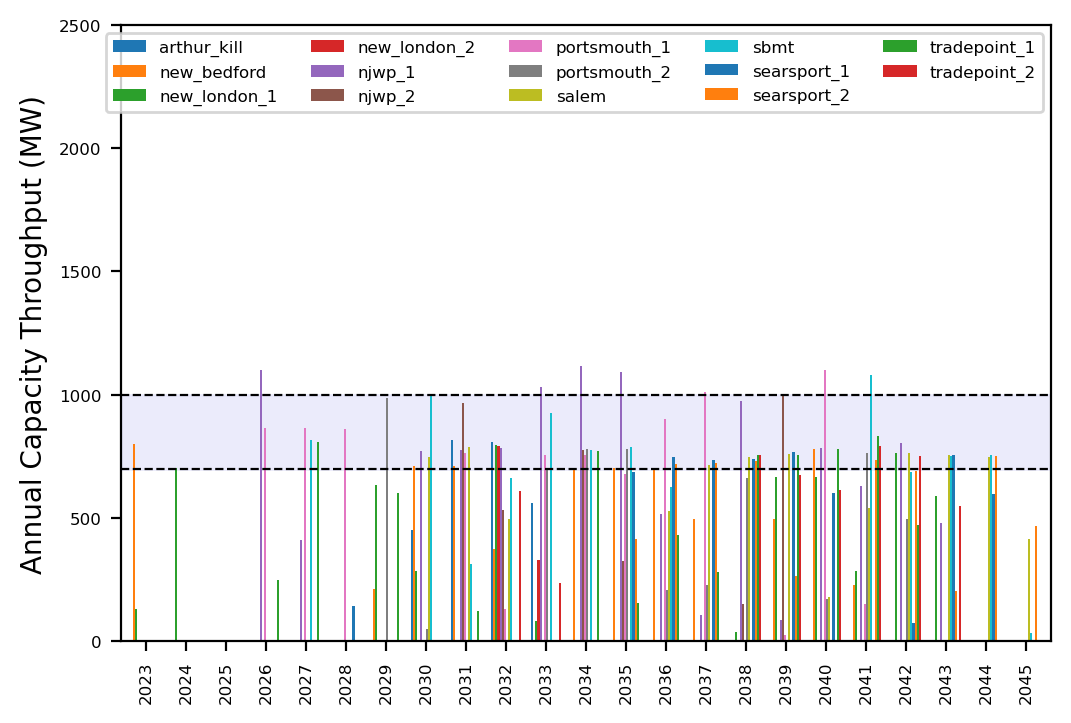 Annual Capacity Throughput (MW)
2500
2000
1500
1000
500
0
arthur_kill new_london_2 portsmouth_1 sbmt tradepoint_1
new_bedford njwp_1 portsmouth_2 searsport_1 tradepoint_2
new_london_1 njwp_2 salem searsport_2
2023 2024 2025 2026 2027 2028 2029 2030 2031 2032 2033 2034 2035 2036 2037 2038 2039 2040 2041 2042 2043 2044 2045